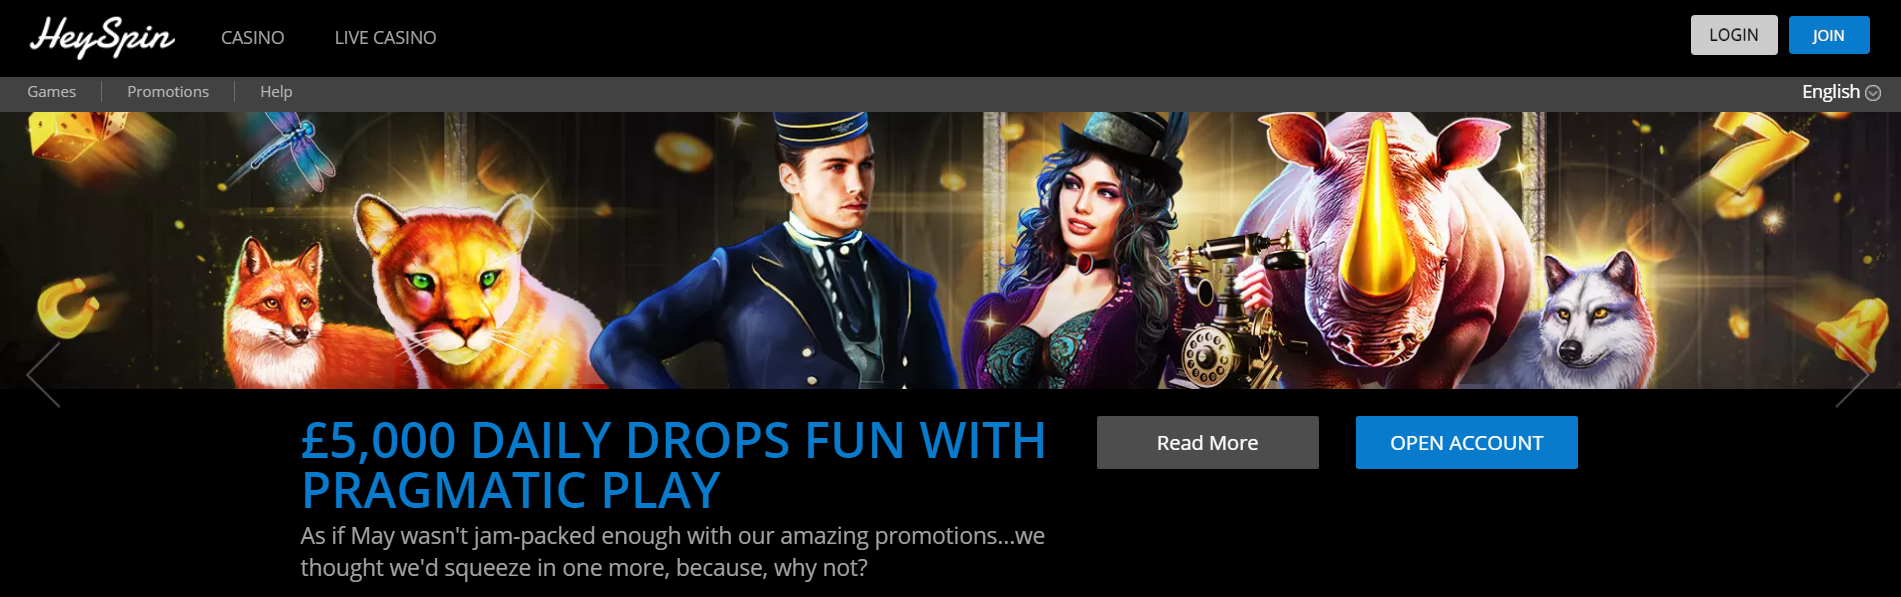 HeySpin
CASINO
LIVE CASINO
LOGIN
JOIN
Games
Promotions
Help
English
7
£5,000 DAILY DROPS FUN WITH
PRAGMATIC PLAY
Read More
OPEN ACCOUNT
As if May wasn't jam-packed enough with our amazing promotions...we
thought we'd squeeze in one more, because, why not?